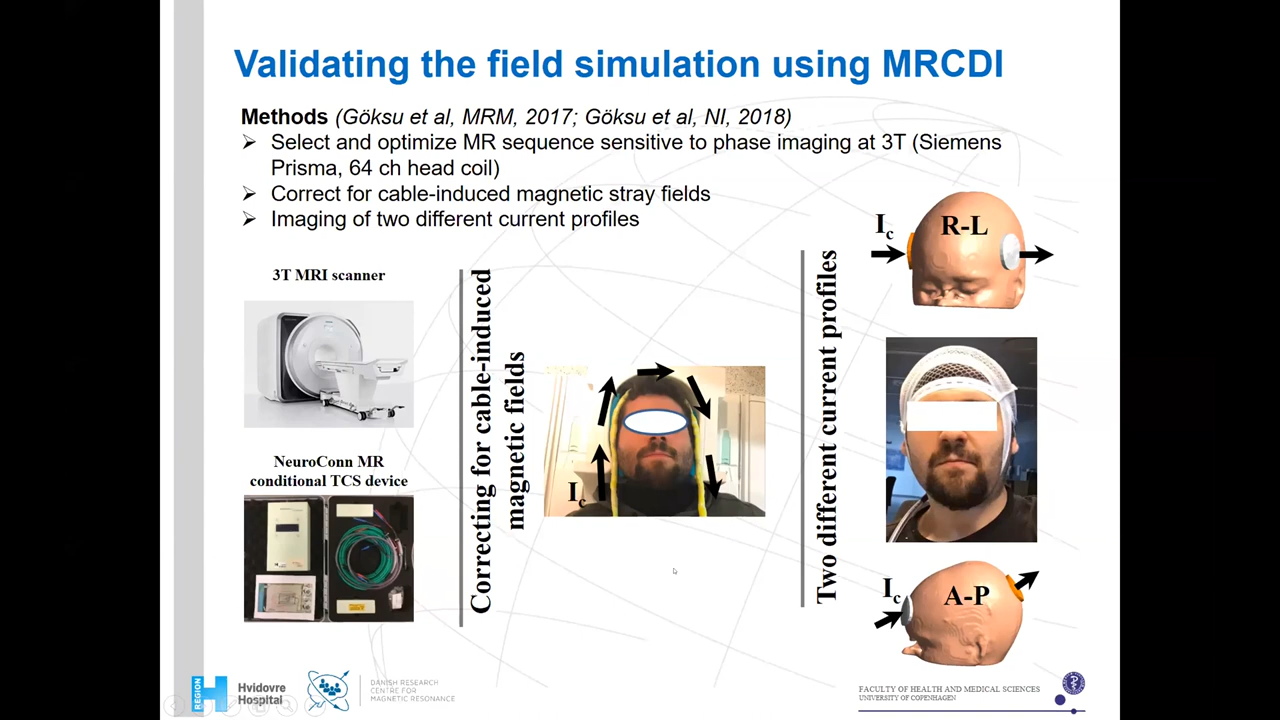 Validating the field simulation using MRCDI
Methods (Göksu et al, MRM, 2017; Göksu et al, NI, 2018)
➢ Select and optimize MR sequence sensitive to phase imaging at 3T (Siemens
Prisma, 64 ch head coil)
➢ Correct for cable-induced magnetic stray fields
➢ Imaging of two different current profiles
3T MRI scanner
NeuroConn MR
conditional TCS device
Correcting for cable-induced
magnetic fields
Ic
Two different current profiles
Ic
R-L
Ic
A-P
REGION
H
Hvidovre
Hospital
DANISH RESEARCH
CENTRE FOR
MAGNETIC RESONANCE
FACULTY OF HEALTH AND MEDICAL SCIENCES
UNIVERSITY OF COPENHAGEN